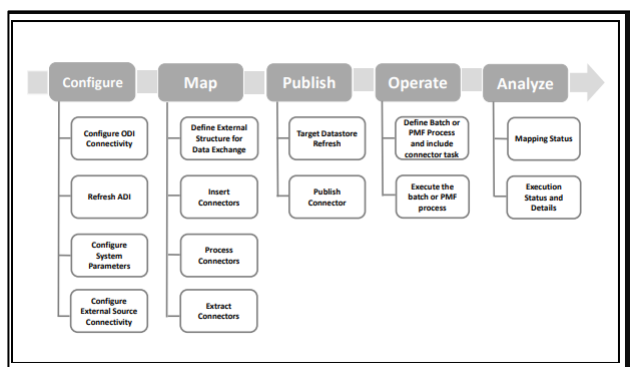 Configure
Map
Publish
Operate
Analyze
Configure ODI
Connectivity
Refresh ADI
Configure
System
Parameters
Configure
External Source
Connectivity
Define External
Structure for
Data Exchange
Insert
Connectors
Process
Connectors
Extract
Connectors
Target Datastore
Refresh
Publish
Connector
Define Batch or
PMF Process
and include
connector task
Execute the
batch or PMF
process
Mapping Status
Execution
Status and
Details